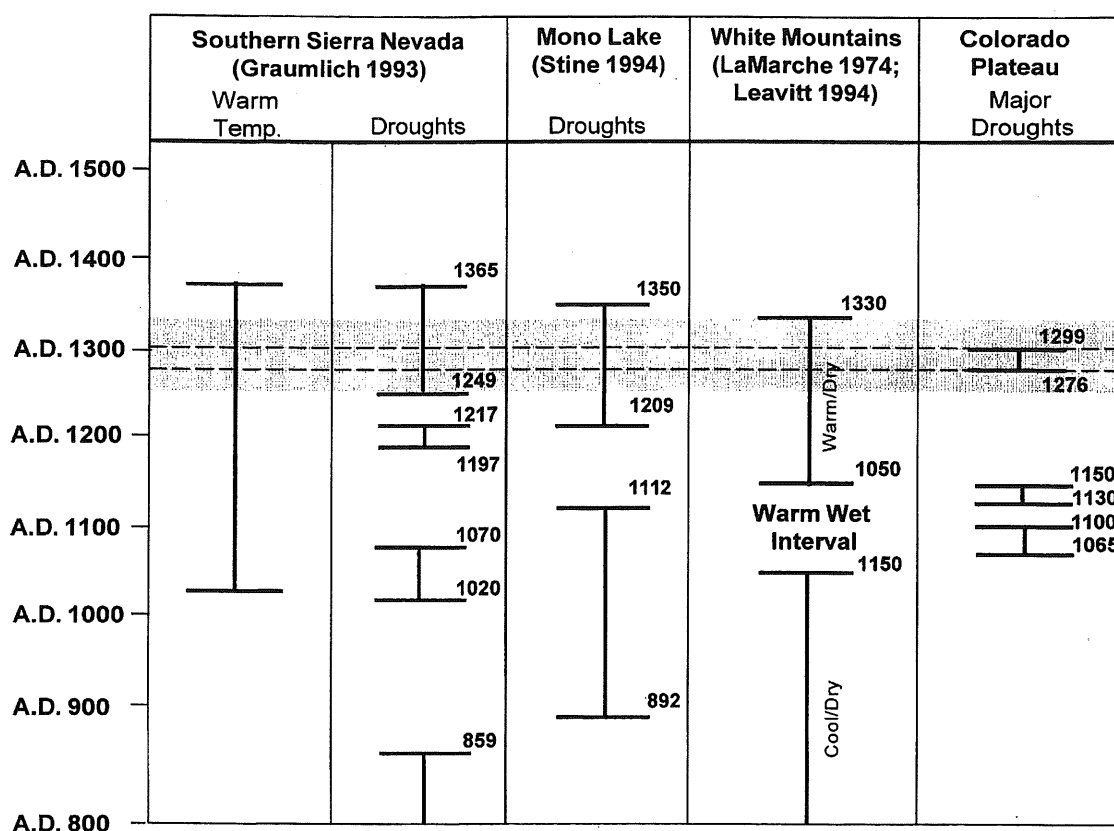 Southern Sierra Nevada
(Graumlich 1993)
Warm
Temp.
Droughts
Mono Lake
(Stine 1994)
Droughts
White Mountains
(LaMarche 1974;
Leavitt 1994)
Colorado
Plateau
Major
Droughts
A.D. 1500
A.D. 1400
A.D. 1300
A.D. 1200
A.D. 1100
A.D. 1000
A.D. 900
A.D. 800
1365
1249
1217
1197
1070
1020
859
1350
1209
1112
892
1330
Warm/Dry
1050
Warm Wet
Interval
1150
Cool/Dry
1299
1276
1150
1130
1100
1065